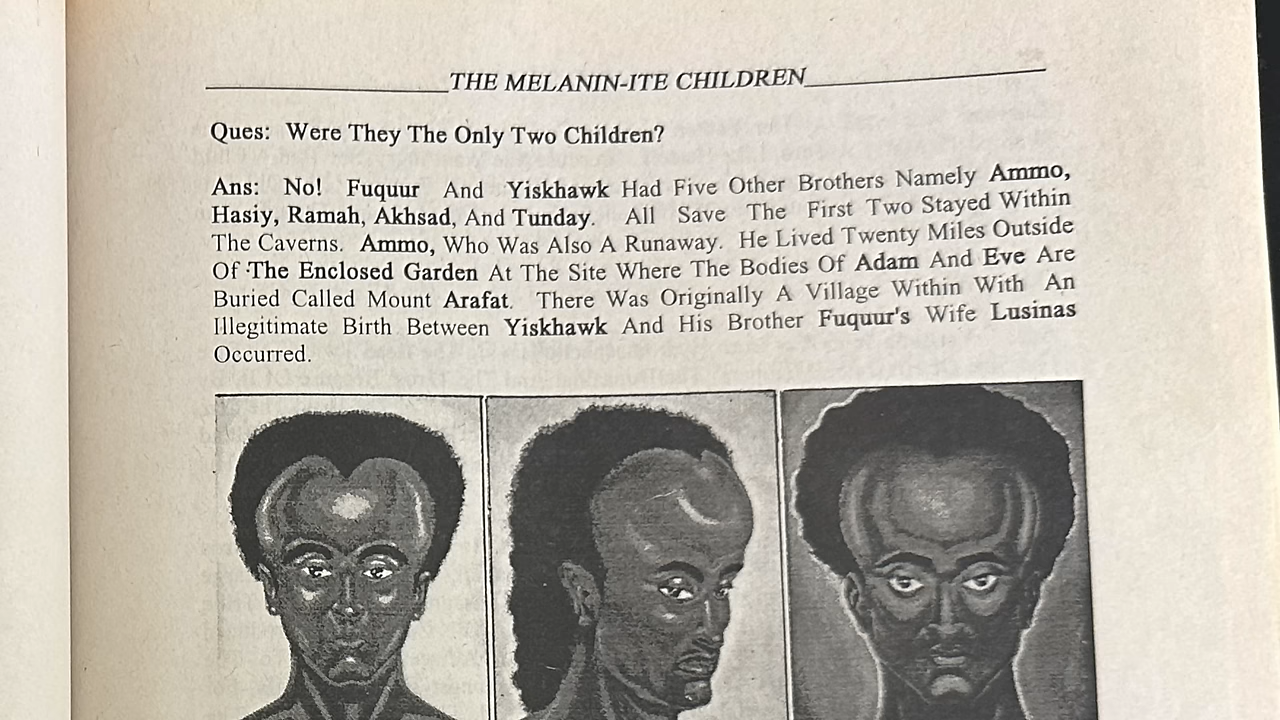 THE MELANIN-ITE CHILDREN
Ques: Were They The Only Two Children?
Ans: No! Fuquur And Yiskhawk Had Five Other Brothers Namely Ammo,
Hasiy, Ramah, Akhsad, And Tunday. All Save The First Two Stayed Within
The Caverns. Ammo, Who Was Also A Runaway. He Lived Twenty Miles Outside
Of The Enclosed Garden At The Site Where The Bodies Of Adam And Eve Are
Buried Called Mount Arafat. There Was Originally A Village Within With An
Illegitimate Birth Between Yiskhawk And His Brother Fuquur's Wife Lusinas
Occurred.